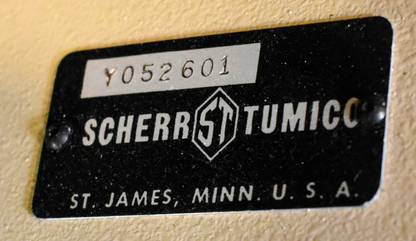 Y052601
SCHERR ST TUMICO
ST. JAMES, MINN. U. S. A.